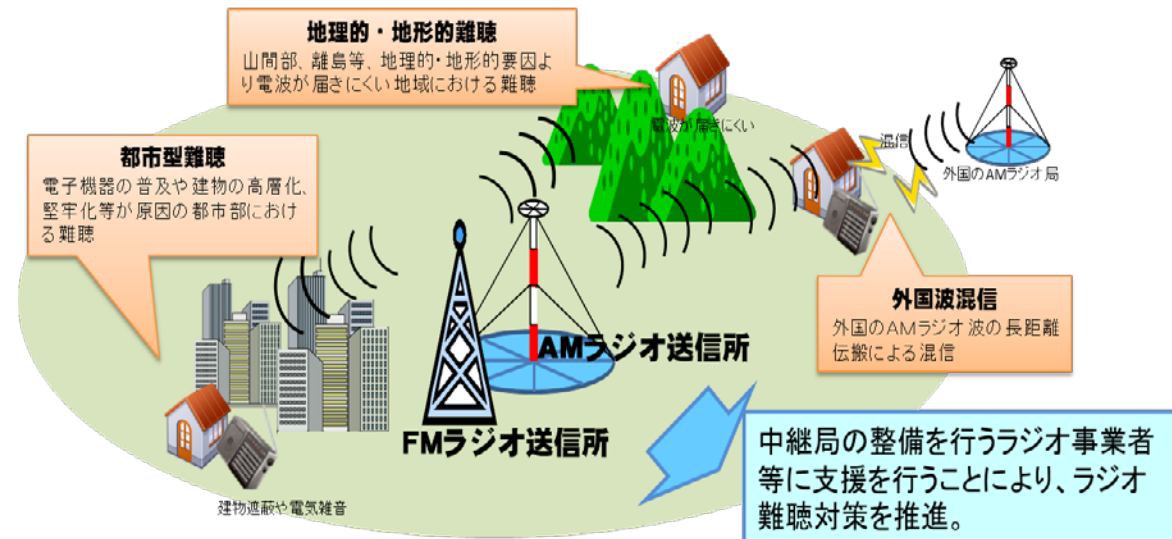 地理的・地形的難聴
山間部、離島等、地理的・地形的要因よ
り電波が届きにくい地域における難聴
電波が届きにくい
混信
外国のAMラジオ局
都市型難聴
電子機器の普及や建物の高層化、
堅牢化等が原因の都市部におけ
る難聴
外国波混信
外国のAMラジオ波の長距離
伝搬による混信
AMラジオ送信所
FMラジオ送信所
建物遮蔽や電気雑音
中継局の整備を行うラジオ事業者
等に支援を行うことにより、ラジオ
難聴対策を推進。